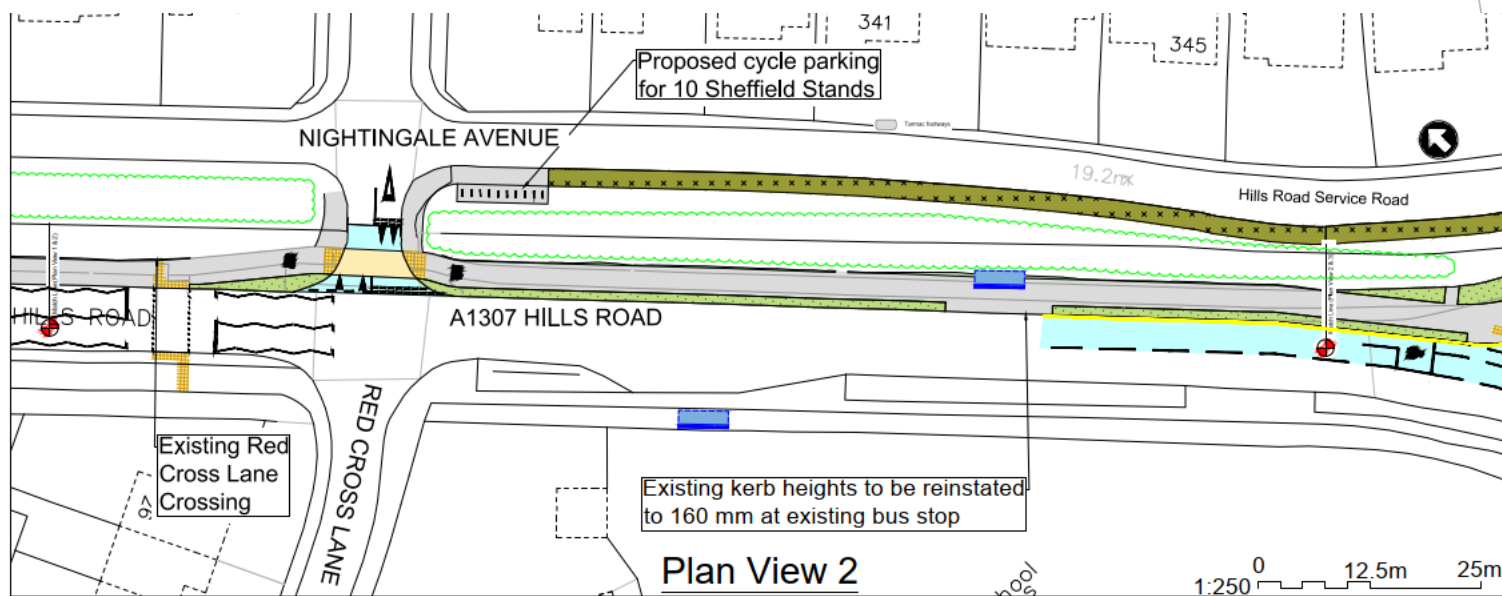 341
345
Proposed cycle parking
for 10 Sheffield Stands
Tarmac footways
NIGHTINGALE AVENUE
19.2m
Hills Road Service Road
HILLS ROAD
A1307 HILLS ROAD
RED CROSS LANE
Existing Red
Cross Lane
Crossing
97
Existing kerb heights to be reinstated
to 160 mm at existing bus stop
Plan View 2
1:250
0 12.5m 25m